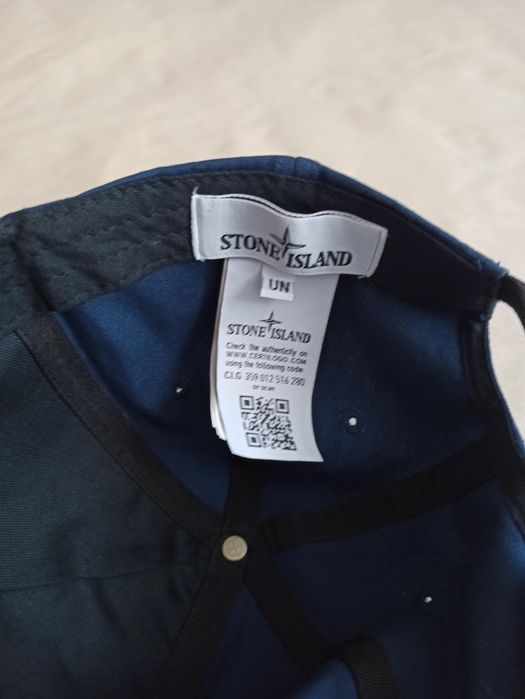 STONE ISLAND
UN
STONE ISLAND
Check the authenticity on
WWW.CERTILOGO.COM
using the following code:
CLG 359 012 516 280
or scan